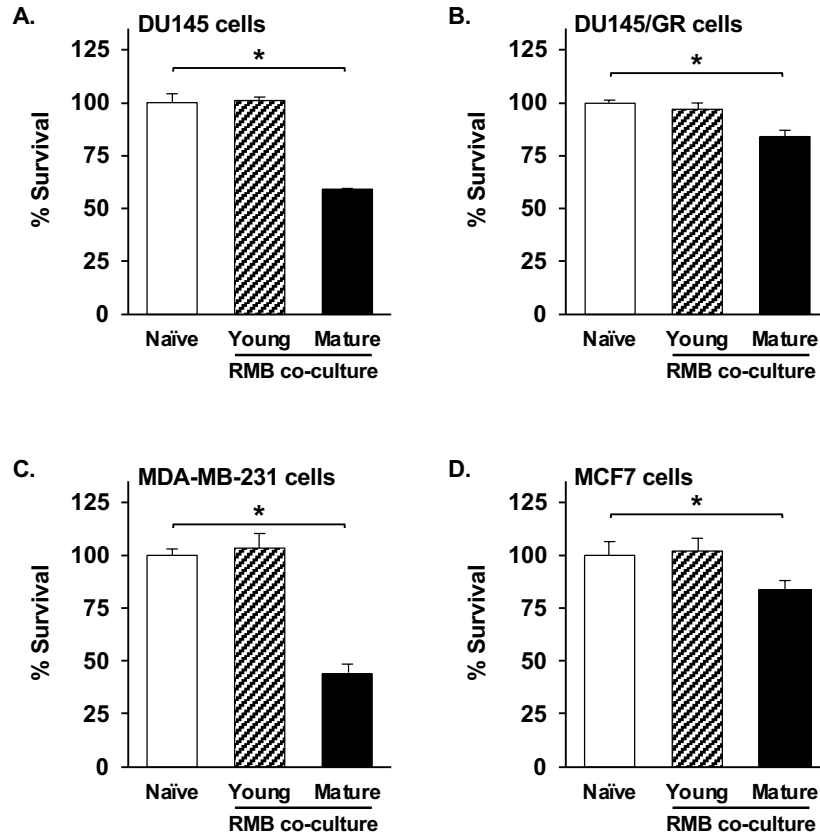 A.
DU145 cells
125
100
75
50
25
0
% Survival
*
Naïve Young Mature
RMB co-culture
B.
DU145/GR cells
125
100
75
50
25
0
% Survival
*
Naïve Young Mature
RMB co-culture
C.
MDA-MB-231 cells
125
100
75
50
25
0
% Survival
*
Naïve Young Mature
RMB co-culture
D.
MCF7 cells
125
100
75
50
25
0
% Survival
*
Naïve Young Mature
RMB co-culture